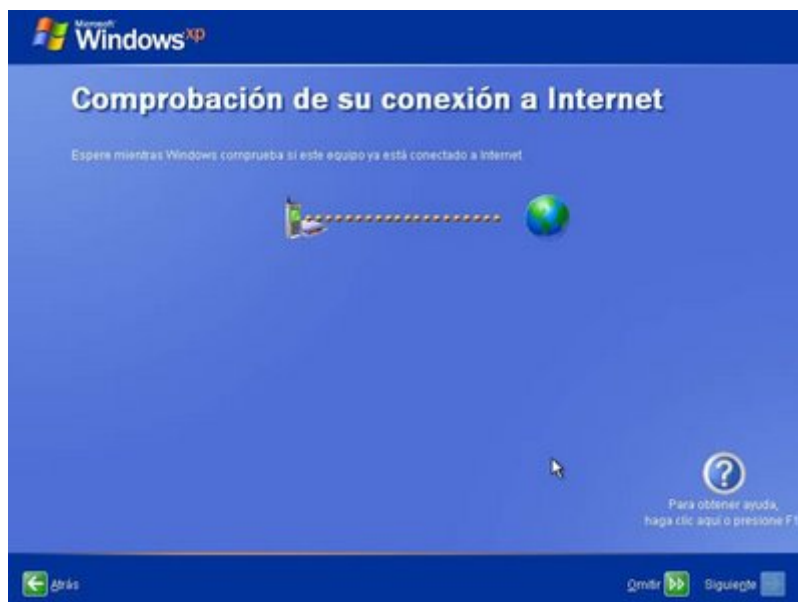 Microsoft
Windows xp
Comprobación de su conexión a Internet
Espere mientras Windows comprueba si este equipo ya está conectado a Internet
Para obtener ayuda,
haga clic aquí o presione F1
Atrás
Omitir
Siguiente